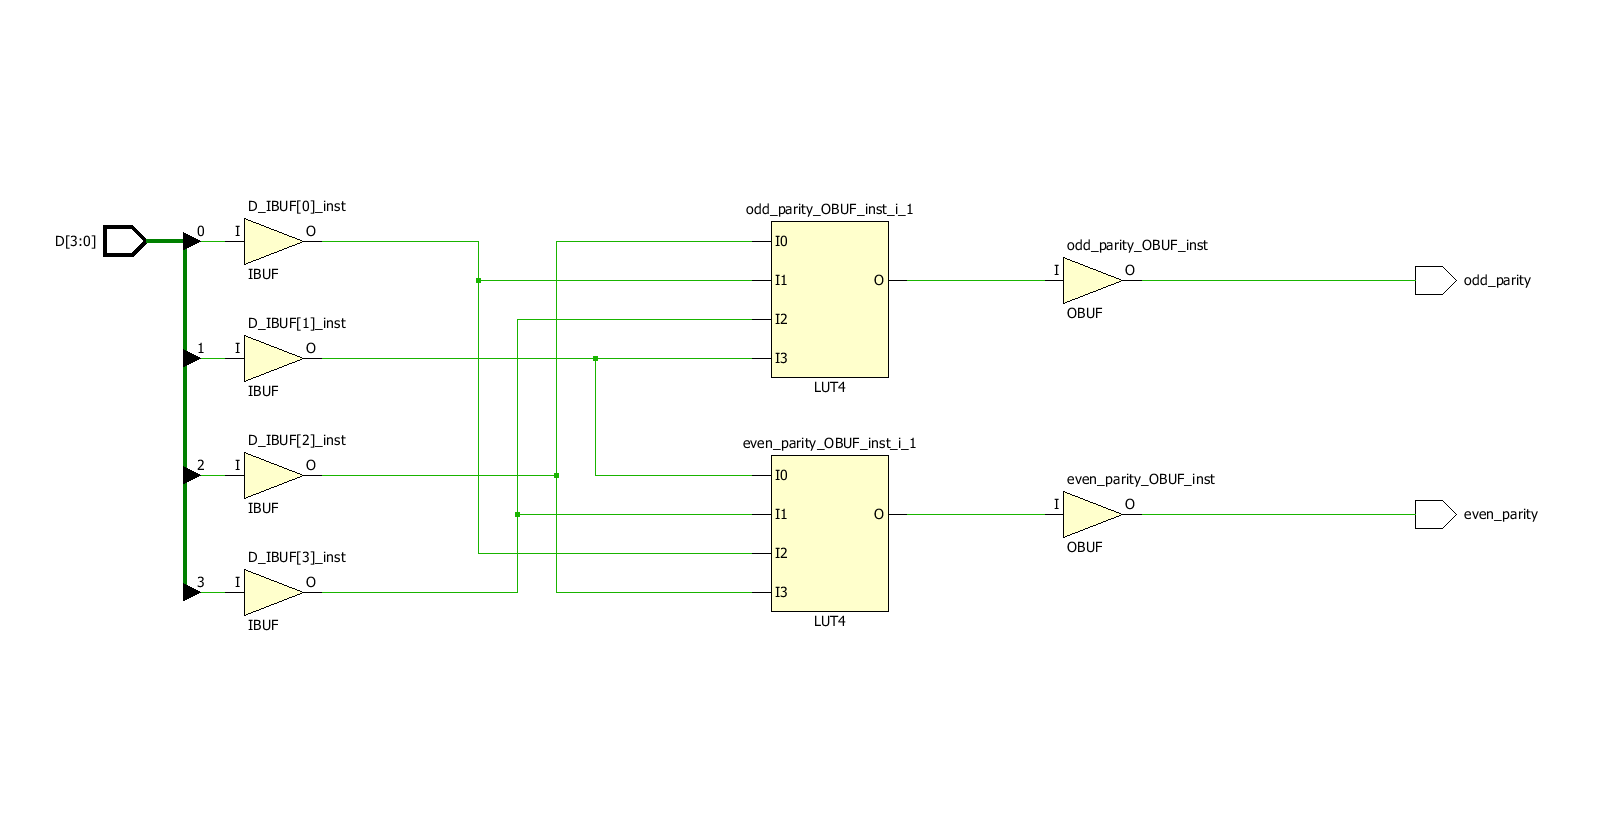 D_IBUF[0]_inst
D[3:0]
0
I
O
IBUF
D_IBUF[1]_inst
1
I
O
IBUF
D_IBUF[2]_inst
2
I
O
IBUF
D_IBUF[3]_inst
3
I
O
IBUF
odd_parity_OBUF_inst_i_1
I0
I1
I2
I3
O
LUT4
even_parity_OBUF_inst_i_1
I0
I1
I2
I3
O
LUT4
odd_parity_OBUF_inst
I
O
OBUF
odd_parity
even_parity_OBUF_inst
I
O
OBUF
even_parity